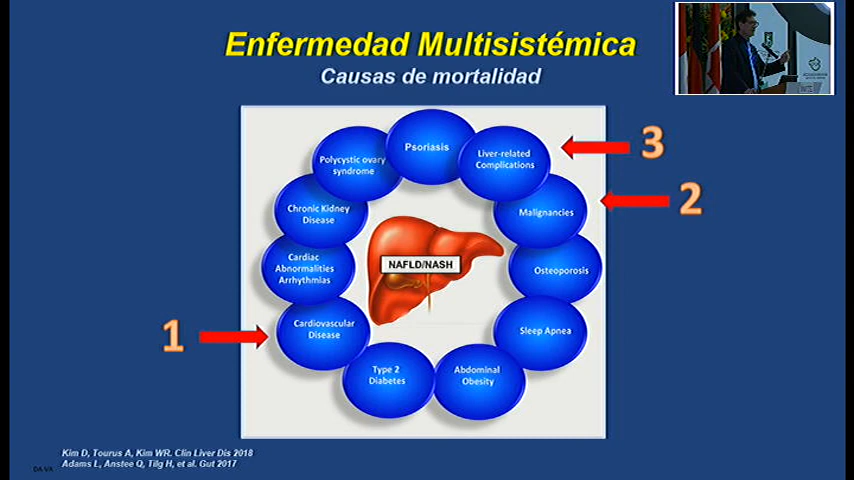 Enfermedad Multisistémica
Causas de mortalidad
Psoriasis
Polycystic ovary
syndrome
Liver-related
Complications
3
Chronic Kidney
Disease
Malignancies
2
Cardiac
Abnormalities
Arrhythmias
NAFLD/NASH
Osteoporosis
1
Cardiovascular
Disease
Sleep Apnea
Type 2
Diabetes
Abdominal
Obesity
Kim D, Tourus A, Kim WR. Clin Liver Dis 2018
Adams L, Anstee Q, Tilg H, et al. Gut 2017